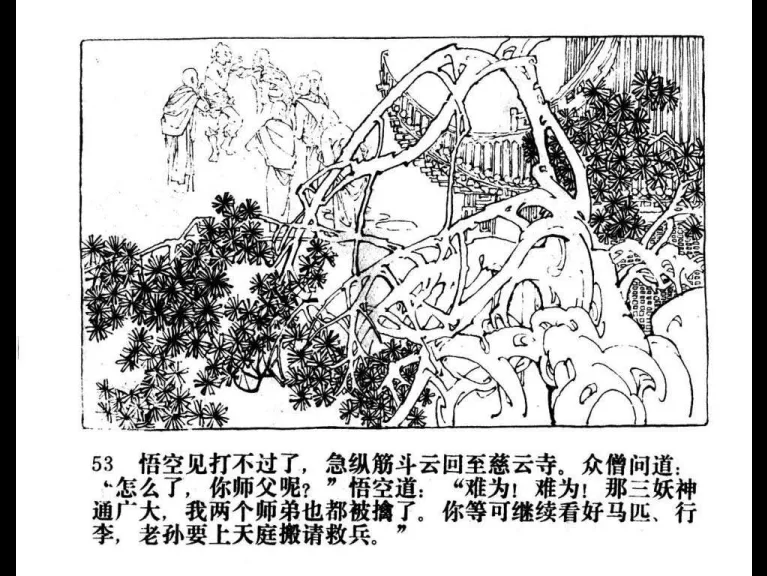 53 悟空见打不过了，急纵筋斗云回至慈云寺。众僧问道：
“怎么了，你师父呢？”悟空道：“难为！难为！那三妖神
通广大，我两个师弟也都被擒了。你等可继续看好马匹、行
李，老孙要上天庭搬请救兵。”